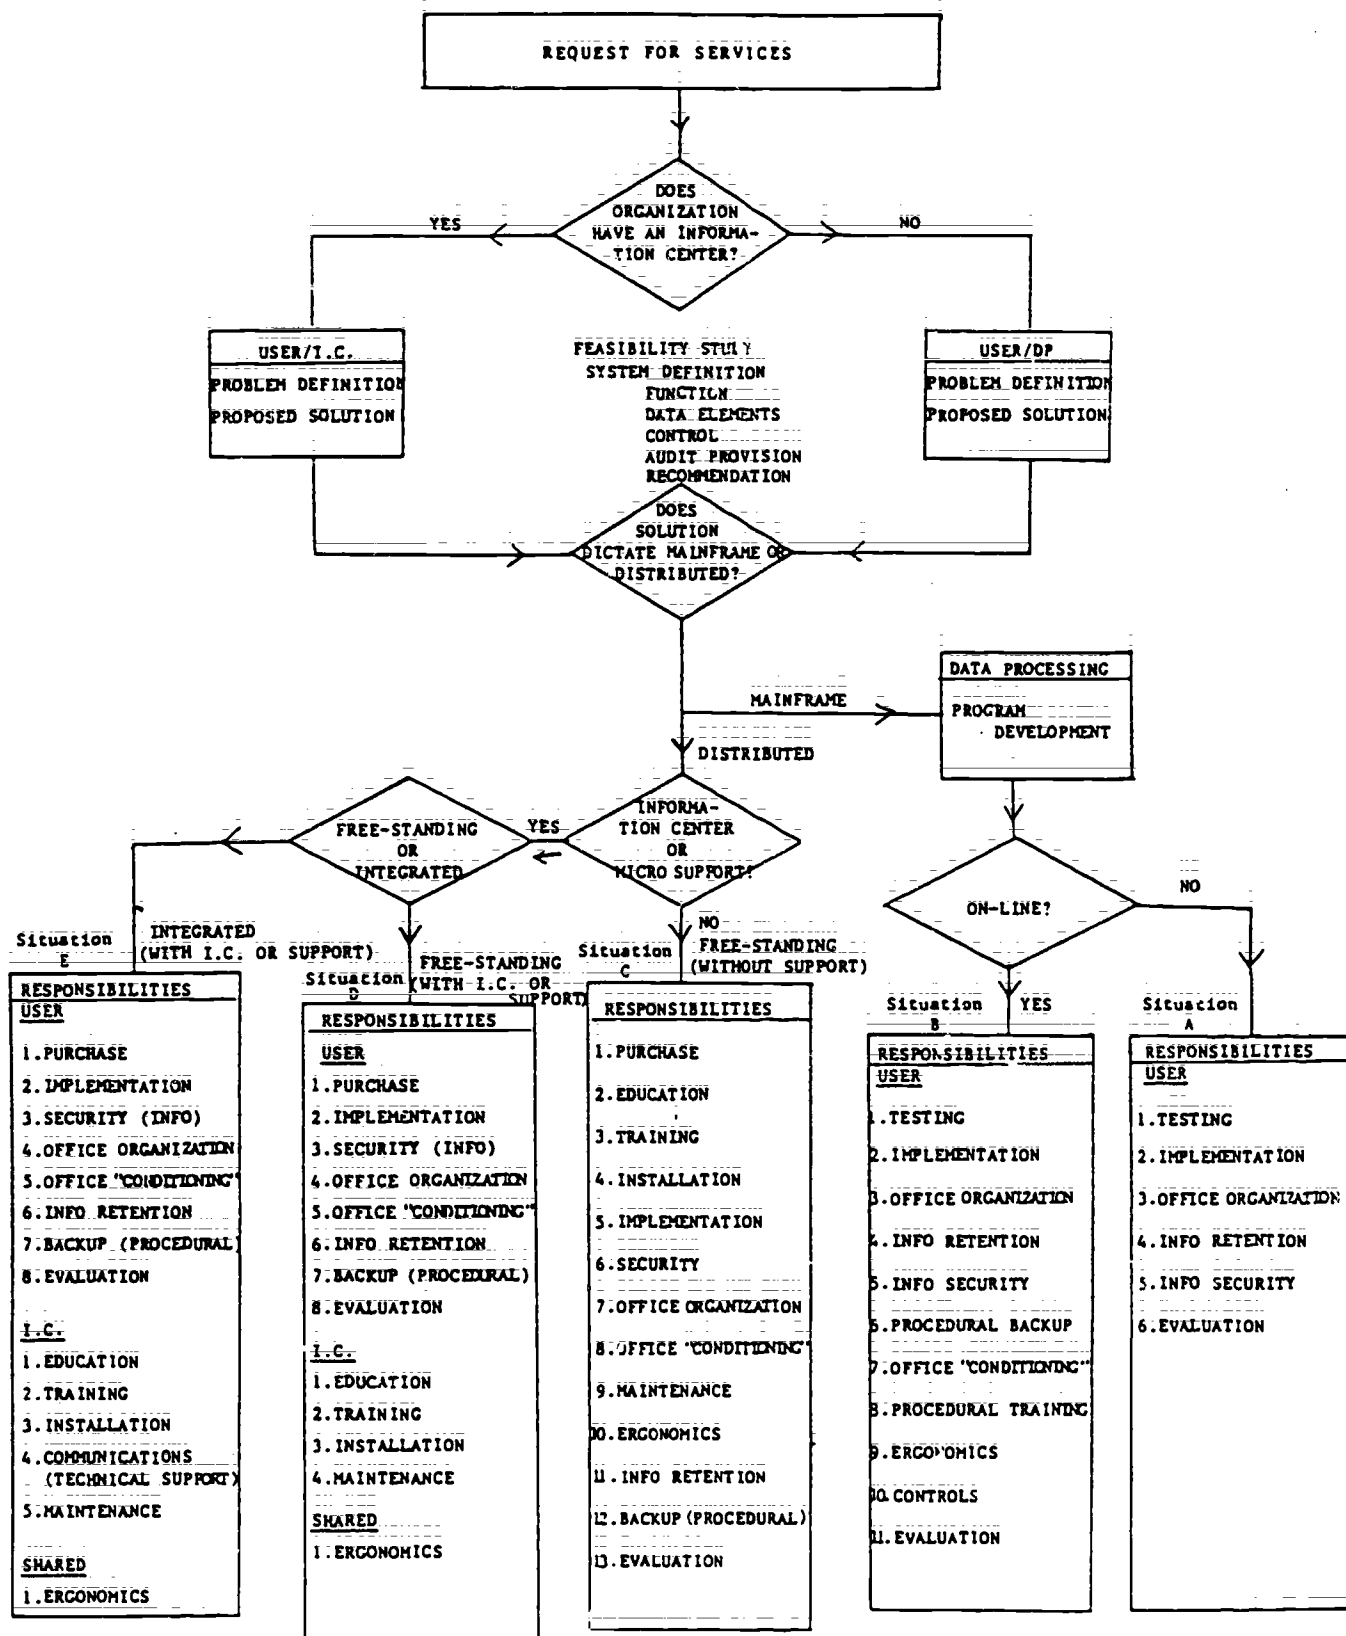 REQUEST FOR SERVICES
DOES
ORGANIZATION
HAVE AN INFORMA-
TION CENTER?
YES
NO
USER/I.C.
PROBLEM DEFINITION
PROPOSED SOLUTION
FEASIBILITY STULY
SYSTEM DEFINITION
FUNCTION
DATA ELEMENTS
CONTROL
AUDIT PROVISION
RECOMMENDATION
USER/DP
PROBLEM DEFINITION
PROPOSED SOLUTION
DOES
SOLUTION
DICTATE MAINFRAME OR
DISTRIBUTED?
MAINFRAME
DATA PROCESSING
PROGRAM
DEVELOPMENT
DISTRIBUTED
INFORMA-
TION CENTER
OR
MICRO SUPPORT?
YES
FREE-STANDING
OR
INTEGRATED
ON-LINE?
NO
Situation
E
INTEGRATED
(WITH I.C. OR SUPPORT)
RESPONSIBILITIES
USER
1.PURCHASE
2.IMPLEMENTATION
3.SECURITY (INFO)
4.OFFICE ORGANIZATION
5.OFFICE "CONDITIONING"
6.INFO RETENTION
7.BACKUP (PROCEDURAL)
8.EVALUATION
I.C.
1.EDUCATION
2.TRAINING
3.INSTALLATION
4.COMMUNICATIONS
(TECHNICAL SUPPORT)
5.MAINTENANCE
SHARED
1.ERGONOMICS
Situation
D
FREE-STANDING
(WITH I.C. OR
SUPPORT)
RESPONSIBILITIES
USER
1.PURCHASE
2.IMPLEMENTATION
3.SECURITY (INFO)
4.OFFICE ORGANIZATION
5.OFFICE "CONDITIONING"
6.INFO RETENTION
7.BACKUP (PROCEDURAL)
8.EVALUATION
I.C.
1.EDUCATION
2.TRAINING
3.INSTALLATION
4.MAINTENANCE
SHARED
1.ERGONOMICS
Situation
C
NO
FREE-STANDING
(WITHOUT SUPPORT)
RESPONSIBILITIES
1.PURCHASE
2.EDUCATION
3.TRAINING
4.INSTALLATION
5.IMPLEMENTATION
6.SECURITY
7.OFFICE ORGANIZATION
8.OFFICE "CONDITIONING"
9.MAINTENANCE
10.ERGONOMICS
11.INFO RETENTION
12.BACKUP (PROCEDURAL)
13.EVALUATION
Situation
B
YES
RESPONSIBILITIES
USER
1.TESTING
2.IMPLEMENTATION
3.OFFICE ORGANIZATION
4.INFO RETENTION
5.INFO SECURITY
6.PROCEDURAL BACKUP
7.OFFICE "CONDITIONING"
8.PROCEDURAL TRAINING
9.ERGONOMICS
10.CONTROLS
11.EVALUATION
Situation
A
RESPONSIBILITIES
USER
1.TESTING
2.IMPLEMENTATION
3.OFFICE ORGANIZATION
4.INFO RETENTION
5.INFO SECURITY
6.EVALUATION